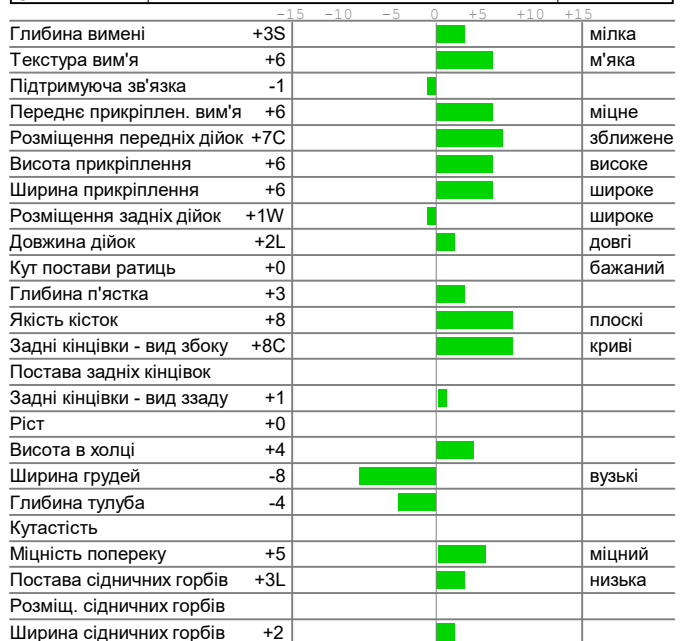 -15 -10 -5 0 +5 +10 +15
Глибина вимені +3S мілка
Текстура вим'я +6 м'яка
Підтримуюча зв'язка -1
Переднє прикріплен. вим'я +6 міцне
Розміщення передніх дійок +7C зближене
Висота прикріплення +6 високе
Ширина прикріплення +6 широке
Розміщення задніх дійок +1W широке
Довжина дійок +2L довгі
Кут постави ратиць +0 бажаний
Глибина п'ястка +3
Якість кісток +8 плоскі
Задні кінцівки - вид збоку +8C криві
Постава задніх кінцівок
Задні кінцівки - вид ззаду +1
Ріст +0
Висота в холці +4
Ширина грудей -8 вузькі
Глибина тулуба -4
Кутастість
Міцність попереку +5 міцний
Постава сідничних горбів +3L низька
Розміщ. сідничних горбів
Ширина сідничних горбів +2